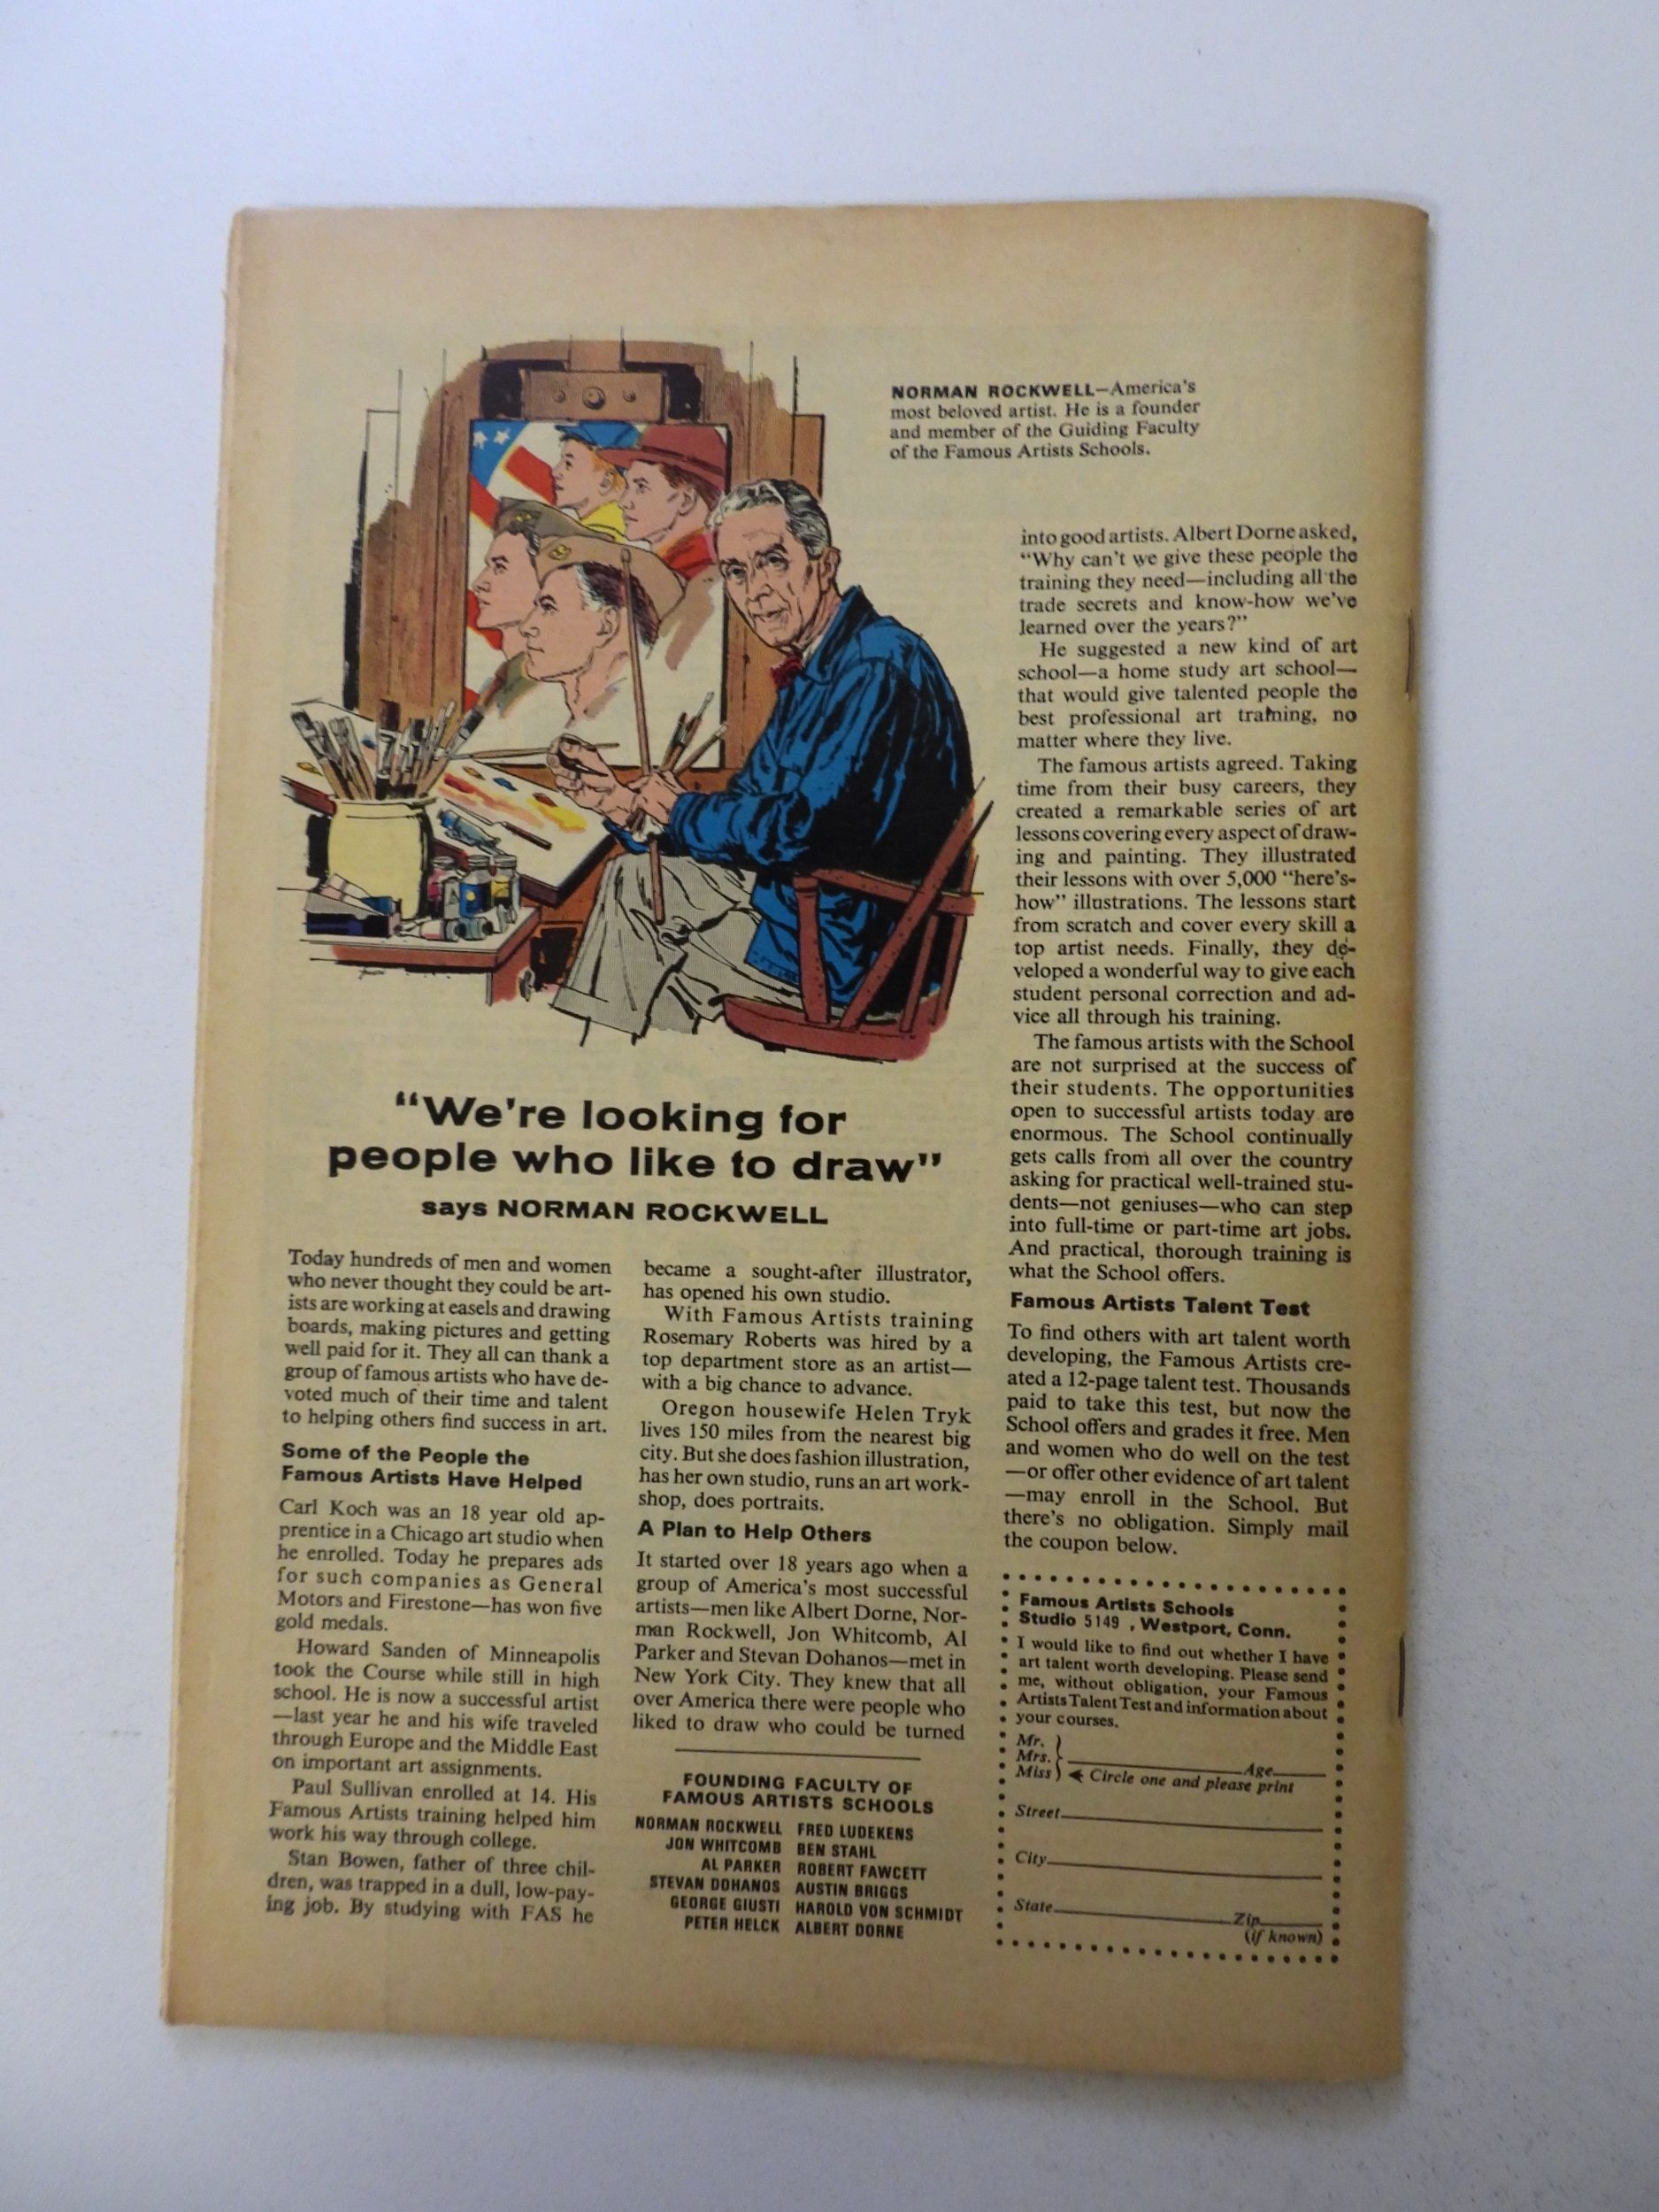 NORMAN ROCKWELL—America's
most beloved artist. He is a founder
and member of the Guiding Faculty
of the Famous Artists Schools.
"We're looking for
people who like to draw"
says NORMAN ROCKWELL
Today hundreds of men and women
who never thought they could be art-
ists are working at easels and drawing
boards, making pictures and getting
well paid for it. They all can thank a
group of famous artists who have de-
voted much of their time and talent
to helping others find success in art.
Some of the People the
Famous Artists Have Helped
Carl Koch was an 18 year old ap-
prentice in a Chicago art studio when
he enrolled. Today he prepares ads
for such companies as General
Motors and Firestone—has won five
gold medals.
Howard Sanden of Minneapolis
took the Course while still in high
school. He is now a successful artist
—last year he and his wife traveled
through Europe and the Middle East
on important art assignments.
Paul Sullivan enrolled at 14. His
Famous Artists training helped him
work his way through college.
Stan Bowen, father of three chil-
dren, was trapped in a dull, low-pay-
ing job. By studying with FAS he
became a sought-after illustrator,
has opened his own studio.
With Famous Artists training
Rosemary Roberts was hired by a
top department store as an artist—
with a big chance to advance.
Oregon housewife Helen Tryk
lives 150 miles from the nearest big
city. But she does fashion illustration,
has her own studio, runs an art work-
shop, does portraits.
A Plan to Help Others
It started over 18 years ago when a
group of America's most successful
artists—men like Albert Dorne, Nor-
man Rockwell, Jon Whitcomb, Al
Parker and Stevan Dohanos—met in
New York City. They knew that all
over America there were people who
liked to draw who could be turned
FOUNDING FACULTY OF
FAMOUS ARTISTS SCHOOLS
NORMAN ROCKWELL FRED LUDEKENS
JON WHITCOMB BEN STAHL
AL PARKER ROBERT FAWCETT
STEVAN DOHANOS AUSTIN BRIGGS
GEORGE GIUSTI HAROLD VON SCHMIDT
PETER HELCK ALBERT DORNE
into good artists. Albert Dorne asked,
"Why can't we give these people the
training they need—including all the
trade secrets and know-how we've
learned over the years?"
He suggested a new kind of art
school—a home study art school—
that would give talented people the
best professional art training, no
matter where they live.
The famous artists agreed. Taking
time from their busy careers, they
created a remarkable series of art
lessons covering every aspect of draw-
ing and painting. They illustrated
their lessons with over 5,000 "here's-
how" illustrations. The lessons start
from scratch and cover every skill a
top artist needs. Finally, they de-
veloped a wonderful way to give each
student personal correction and ad-
vice all through his training.
The famous artists with the School
are not surprised at the success of
their students. The opportunities
open to successful artists today are
enormous. The School continually
gets calls from all over the country
asking for practical well-trained stu-
dents—not geniuses—who can step
into full-time or part-time art jobs.
And practical, thorough training is
what the School offers.
Famous Artists Talent Test
To find others with art talent worth
developing, the Famous Artists cre-
ated a 12-page talent test. Thousands
paid to take this test, but now the
School offers and grades it free. Men
and women who do well on the test
—or offer other evidence of art talent
—may enroll in the School. But
there's no obligation. Simply mail
the coupon below.
Famous Artists Schools
Studio 5149 , Westport, Conn.
I would like to find out whether I have
art talent worth developing. Please send
me, without obligation, your Famous
Artists Talent Test and information about
your courses.
Mr.
Mrs. Age
Miss Circle one and please print
Street
City
State Zip
(if known)